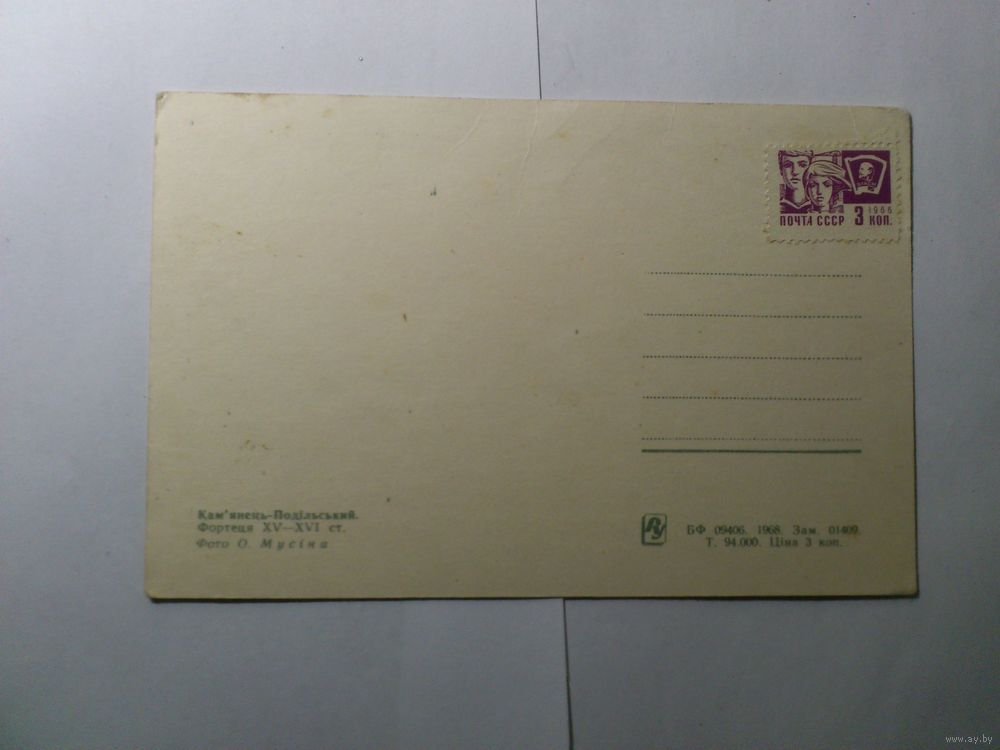 1966
ПОЧТА СССР 3 КОП.
Кам'янець-Подільський.
Фортеця XV—XVI ст.
Фото О. Мусіна
РУ
БФ 09406. 1968. Зам. 01409.
Т. 94.000. Ціна 3 коп.
www.ay.by